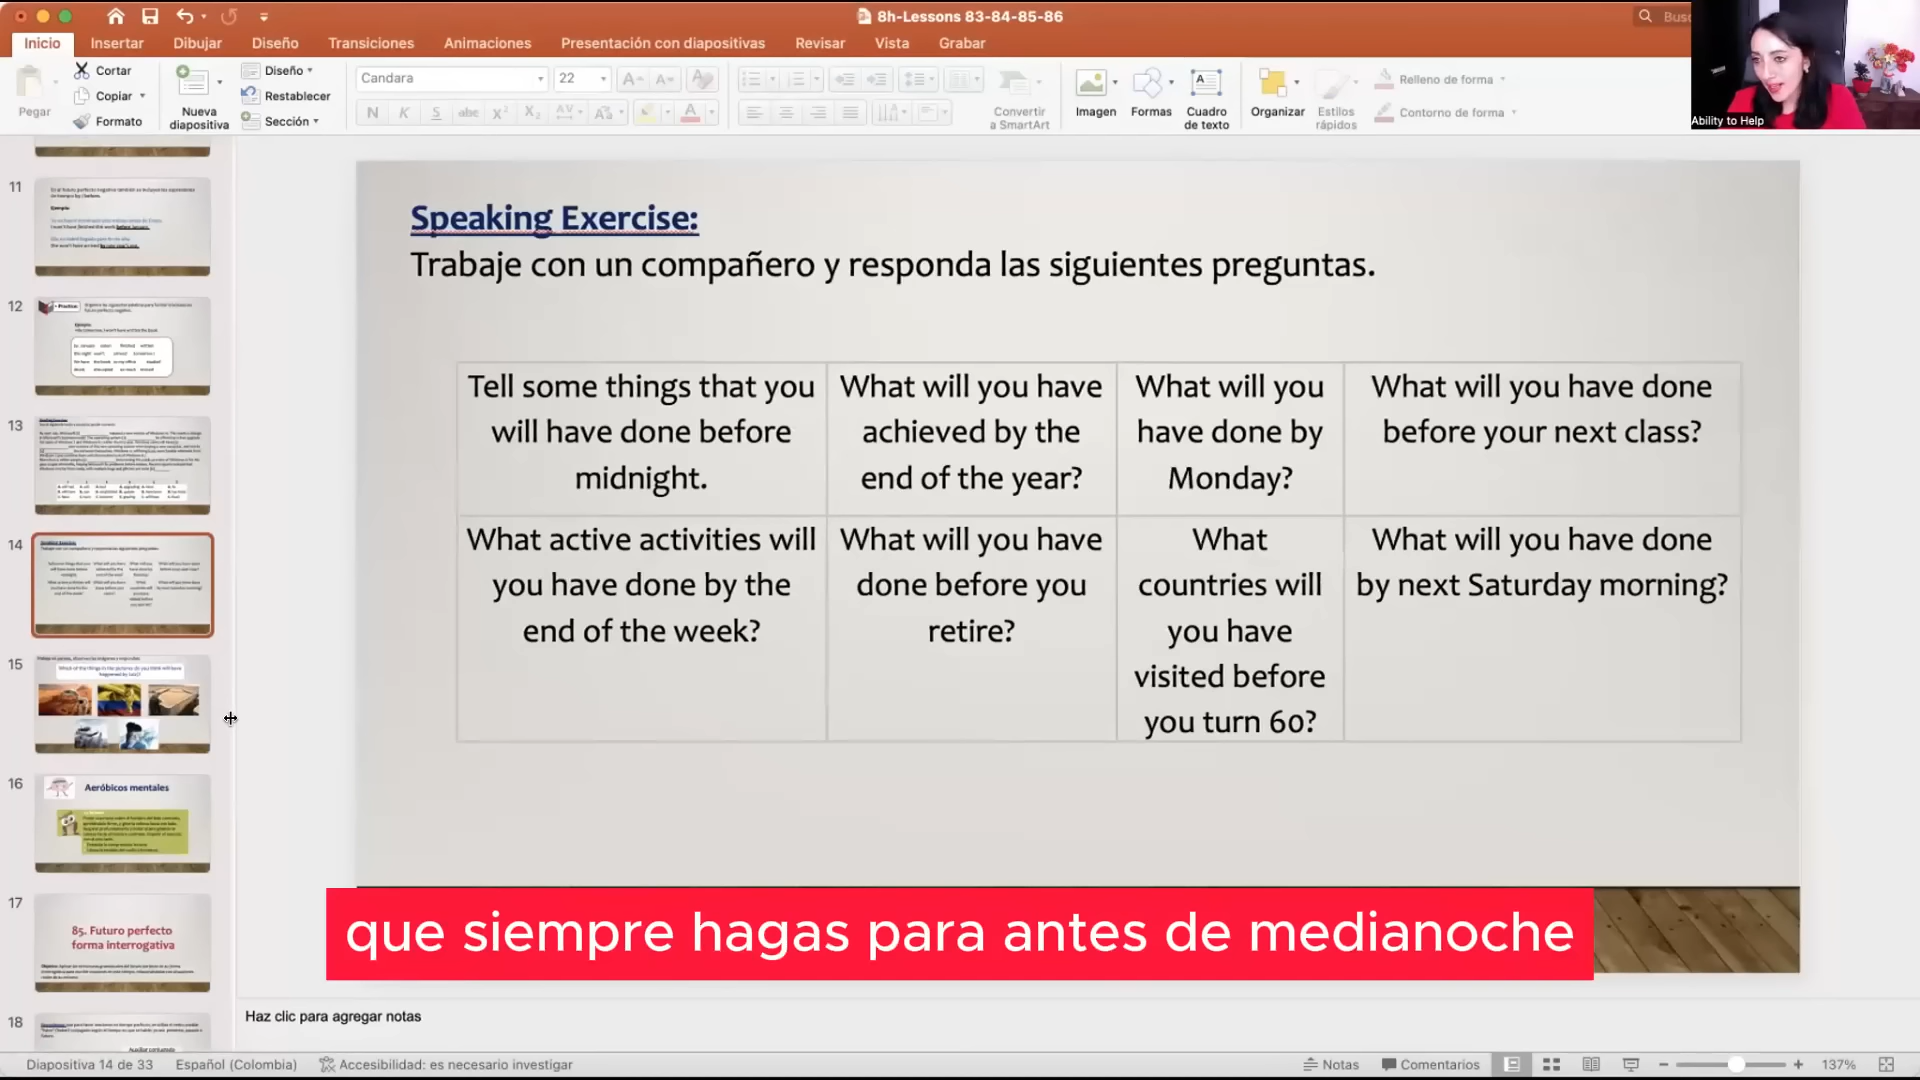 8h-Lessons 83-84-85-86
Inicio Insertar Dibujar Diseño Transiciones Animaciones Presentación con diapositivas Revisar Vista Grabar
Pegar
Cortar
Copiar
Formato
Nueva
diapositiva
Diseño
Restablecer
Sección
Candara 22
Convertir
a SmartArt
Imagen
Formas
Cuadro
de texto
Organizar
Estilos
rápidos
Relleno de forma
Contorno de forma
Ability to Help
11
12
13
14
15
16
Aeróbicos mentales
17
85. Futuro perfecto
forma interrogativa
18
Speaking Exercise:
Trabaje con un compañero y responda las siguientes preguntas.
Tell some things that you
will have done before
midnight.
What will you have
achieved by the
end of the year?
What will you
have done by
Monday?
What will you have done
before your next class?
What active activities will
you have done by the
end of the week?
What will you have
done before you
retire?
What
countries will
you have
visited before
you turn 60?
What will you have done
by next Saturday morning?
que siempre hagas para antes de medianoche
Haz clic para agregar notas
Diapositiva 14 de 33 Español (Colombia) Accesibilidad: es necesario investigar Notas Comentarios 137%